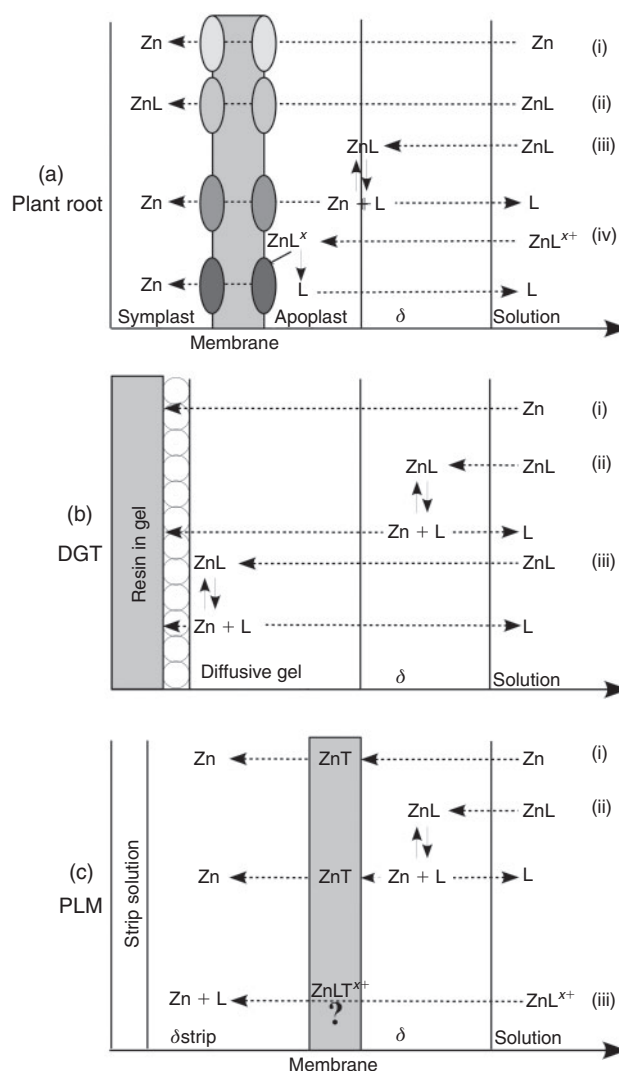 Zn Zn (i)
ZnL ZnL (ii)
ZnL ZnL (iii)
(a)
Plant root
Zn Zn + L L
ZnL^x ZnL^x+ (iv)
Zn L L
Symplast Apoplast δ Solution
Membrane
Zn (i)
ZnL ZnL (ii)
(b)
DGT
Resin in gel
Zn + L L
ZnL ZnL (iii)
Zn + L L
Diffusive gel δ Solution
Zn ZnT Zn (i)
ZnL ZnL (ii)
(c)
PLM
Strip solution
Zn ZnT Zn + L L
Zn + L ZnLT^x+ ZnL^x+ (iii)
?
δstrip δ Solution
Membrane